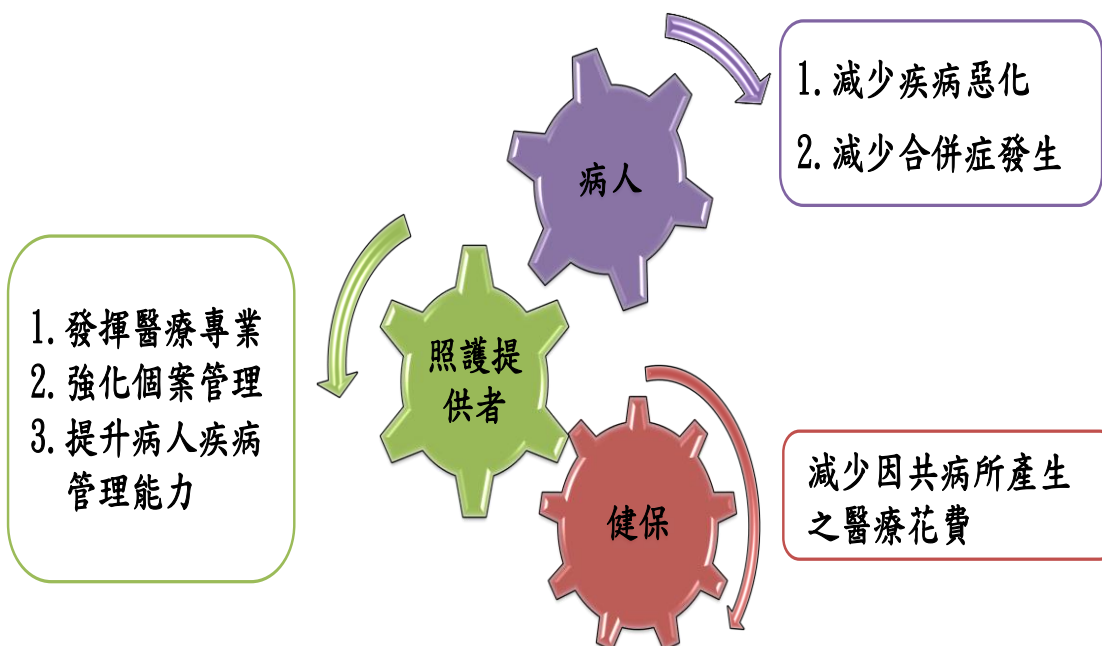 病人
1. 減少疾病惡化
2. 減少合併症發生
照護提
供者
1. 發揮醫療專業
2. 強化個案管理
3. 提升病人疾病
管理能力
健保
減少因共病所產生
之醫療花費